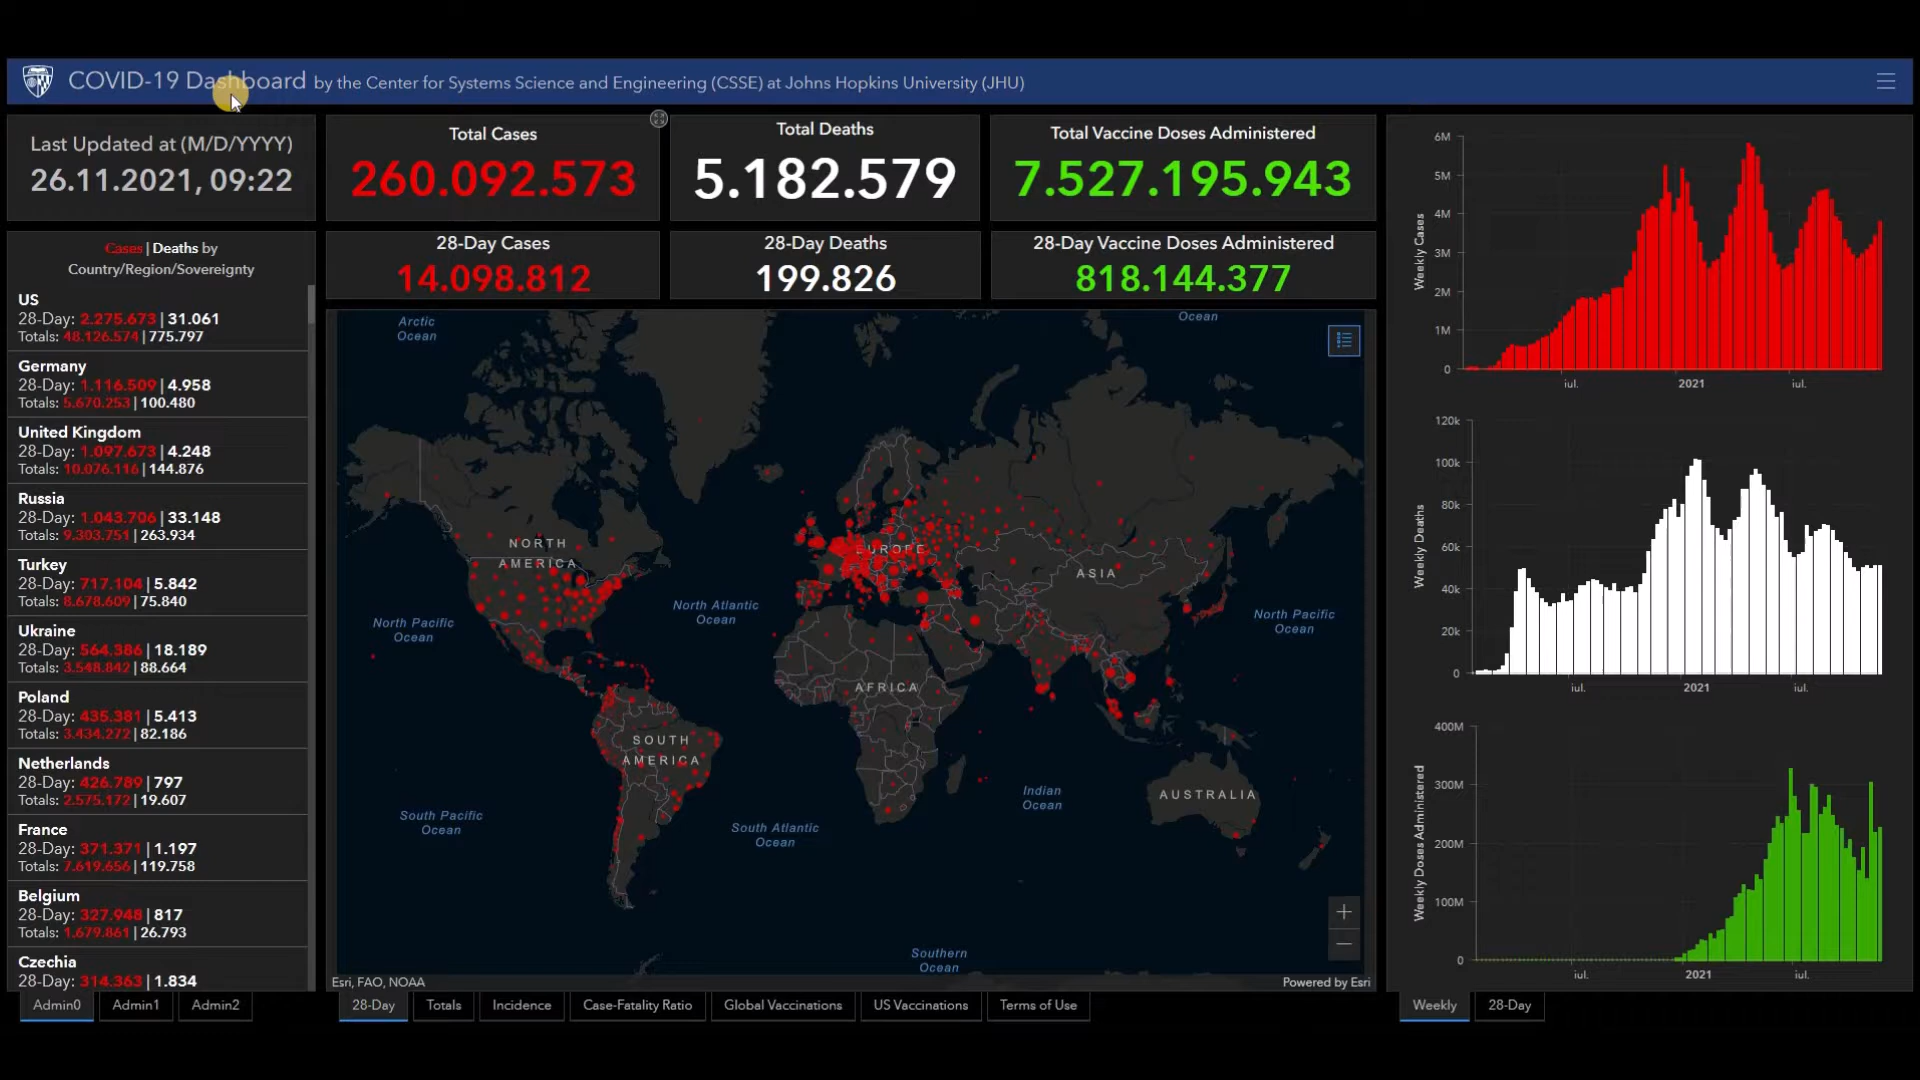 COVID-19 Dashboard by the Center for Systems Science and Engineering (CSSE) at Johns Hopkins University (JHU)
Last Updated at (M/D/YYYY)
26.11.2021, 09:22
Total Cases
260.092.573
Total Deaths
5.182.579
Total Vaccine Doses Administered
7.527.195.943
28-Day Cases
14.098.812
28-Day Deaths
199.826
28-Day Vaccine Doses Administered
818.144.377
Cases | Deaths by
Country/Region/Sovereignty
US
28-Day: 2.275.673 | 31.061
Totals: 48.126.574 | 775.797
Germany
28-Day: 1.116.509 | 4.958
Totals: 5.670.253 | 100.480
United Kingdom
28-Day: 1.097.673 | 4.248
Totals: 10.076.116 | 144.876
Russia
28-Day: 1.043.706 | 33.148
Totals: 9.303.751 | 263.934
Turkey
28-Day: 717.104 | 5.842
Totals: 8.678.609 | 75.840
Ukraine
28-Day: 564.386 | 18.189
Totals: 3.548.842 | 88.664
Poland
28-Day: 435.381 | 5.413
Totals: 3.434.272 | 82.186
Netherlands
28-Day: 426.789 | 797
Totals: 2.575.172 | 19.607
France
28-Day: 371.371 | 1.197
Totals: 7.619.656 | 119.758
Belgium
28-Day: 327.948 | 817
Totals: 1.679.861 | 26.793
Czechia
28-Day: 314.363 | 1.834
Admin0
Admin1
Admin2
Arctic
Ocean
Ocean
NORTH
AMERICA
EUROPE
ASIA
North Atlantic
Ocean
North Pacific
Ocean
North Pacific
Ocean
AFRICA
SOUTH
AMERICA
Indian
Ocean
AUSTRALIA
South Pacific
Ocean
South Atlantic
Ocean
Southern
Ocean
Esri, FAO, NOAA
Powered by Esri
28-Day
Totals
Incidence
Case-Fatality Ratio
Global Vaccinations
US Vaccinations
Terms of Use
Weekly Cases
6M
5M
4M
3M
2M
1M
0
iul.
2021
iul.
Weekly Deaths
120k
100k
80k
60k
40k
20k
0
iul.
2021
iul.
Weekly Doses Administered
400M
300M
200M
100M
0
iul.
2021
iul.
Weekly
28-Day